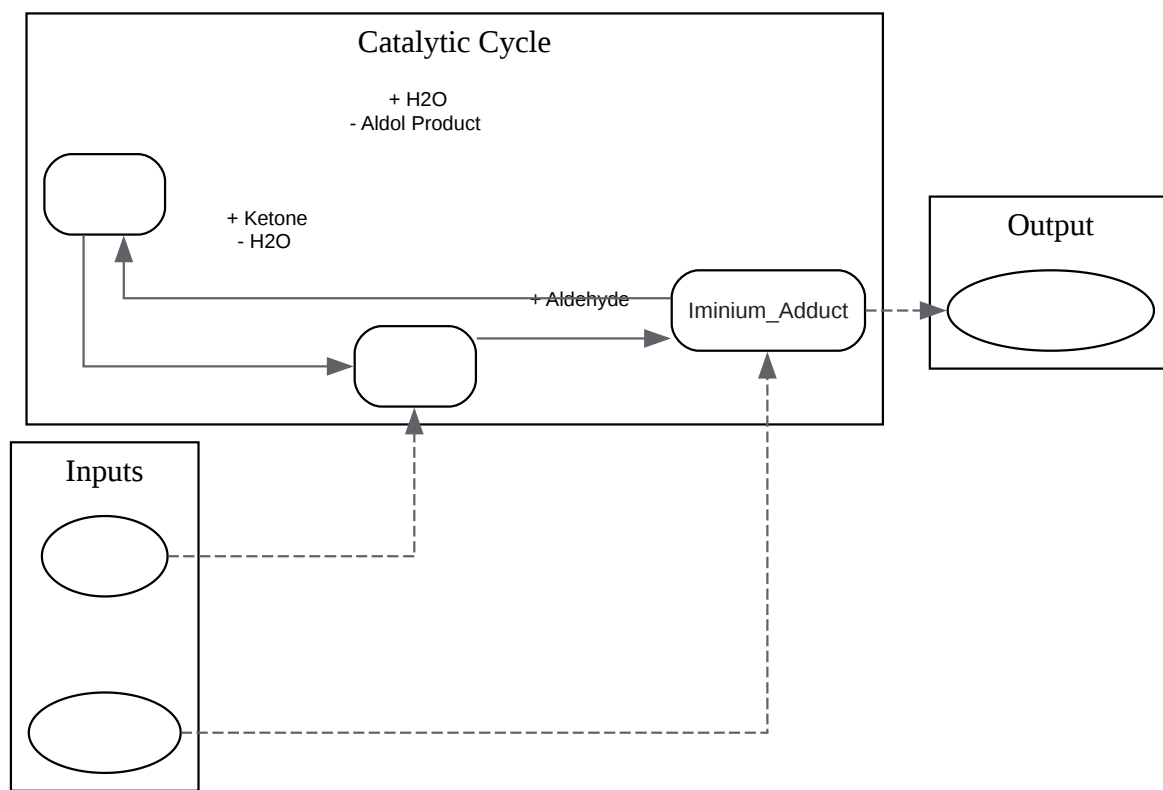 Catalytic Cycle
+ H2O
- Aldol Product
+ Ketone
- H2O
+ Aldehyde
Iminium_Adduct
Output
Inputs